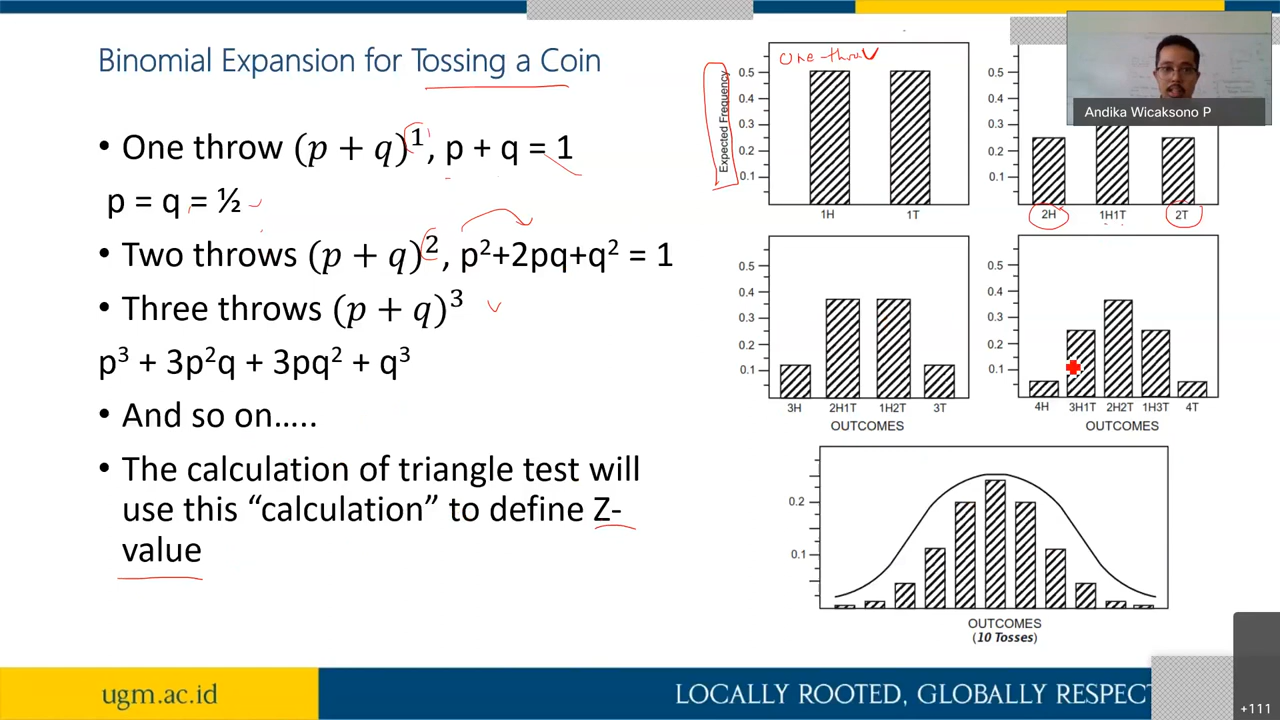 Binomial Expansion for Tossing a Coin
• One throw (p + q)¹, p + q = 1
p = q = ½
• Two throws (p + q)², p²+2pq+q² = 1
• Three throws (p + q)³
p³ + 3p²q + 3pq² + q³
• And so on…..
• The calculation of triangle test will
use this “calculation” to define Z-
value
One throw
Expected Frequency
0.5
0.4
0.3
0.2
0.1
1H 1T
0.5
0.4
0.3
0.2
0.1
2H 1H1T 2T
Andika Wicaksono P
0.5
0.4
0.3
0.2
0.1
3H 2H1T 1H2T 3T
OUTCOMES
0.5
0.4
0.3
0.2
0.1
4H 3H1T 2H2T 1H3T 4T
OUTCOMES
0.2
0.1
OUTCOMES
(10 Tosses)
ugm.ac.id
LOCALLY ROOTED, GLOBALLY RESPECT
+111